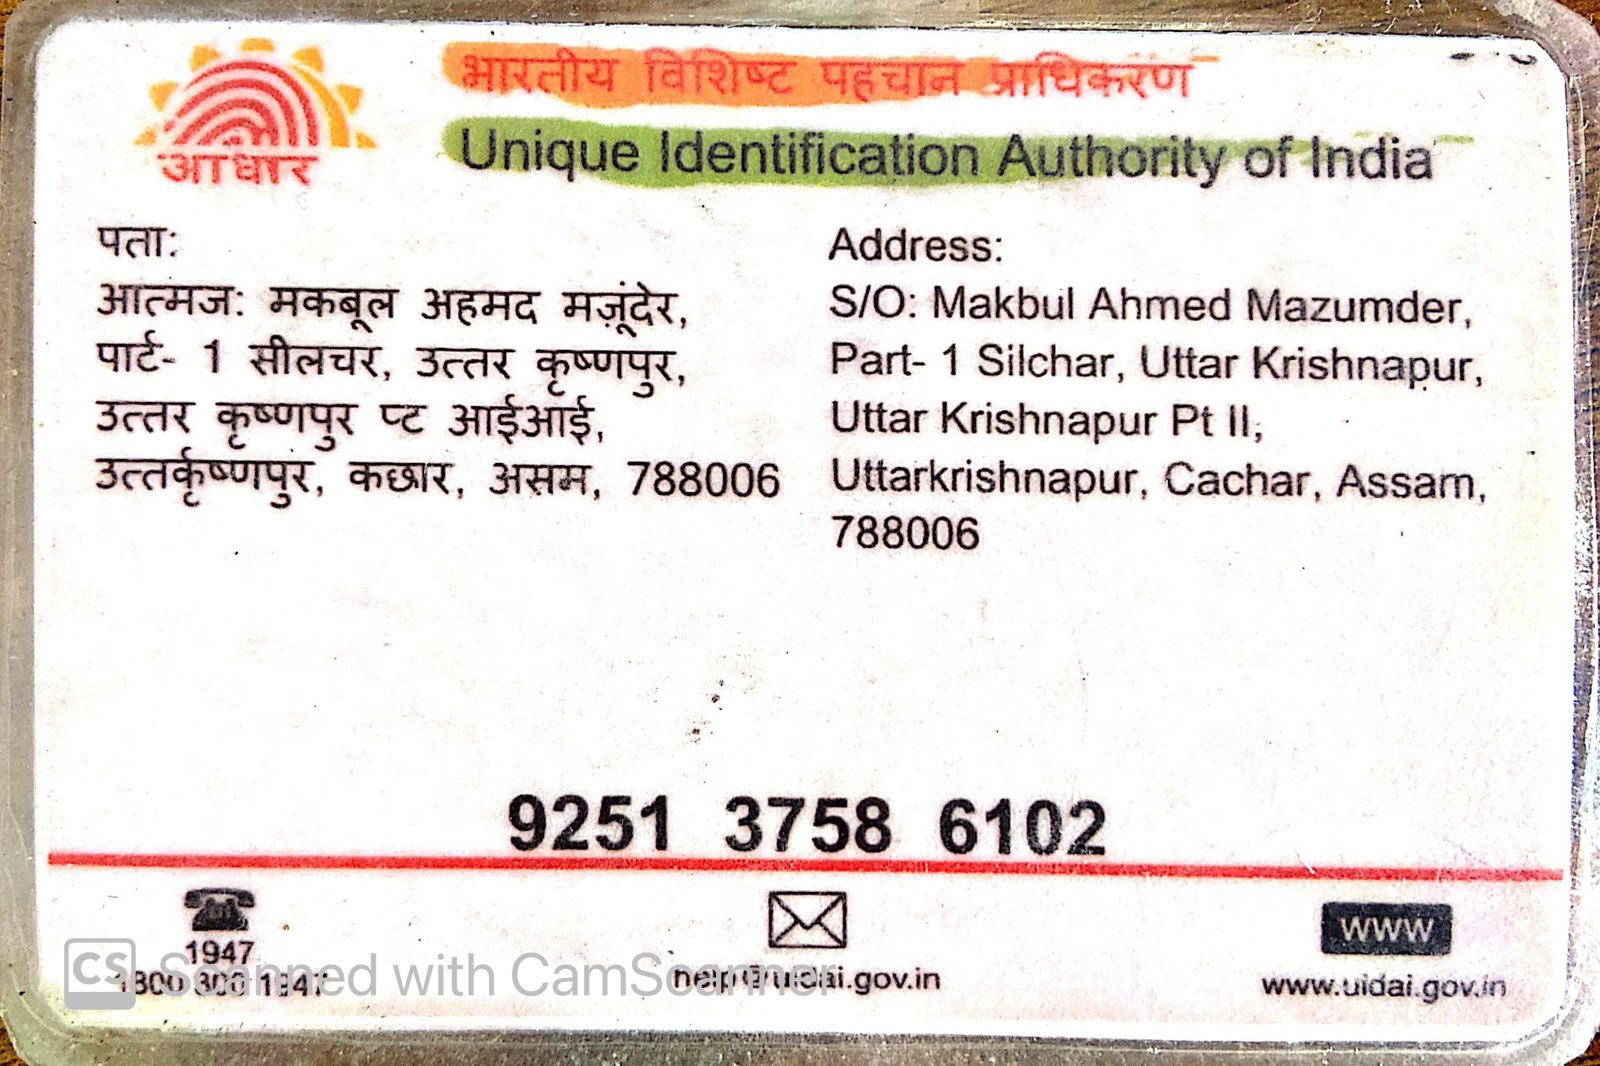 आधार
भारतीय विशिष्ट पहचान प्राधिकरण
Unique Identification Authority of India
पता:
आत्मज: मकबूल अहमद मज़ूंदेर,
पार्ट- 1 सीलचर, उत्तर कृष्णपुर,
उत्तर कृष्णपुर प्ट आईआई,
उत्तर्कृष्णपुर, कछार, असम, 788006
Address:
S/O: Makbul Ahmed Mazumder,
Part- 1 Silchar, Uttar Krishnapur,
Uttar Krishnapur Pt II,
Uttarkrishnapur, Cachar, Assam,
788006
9251 3758 6102
1947
1800 300 1947
help@uidai.gov.in
WWW
www.uidai.gov.in
CS Scanned with CamScanner